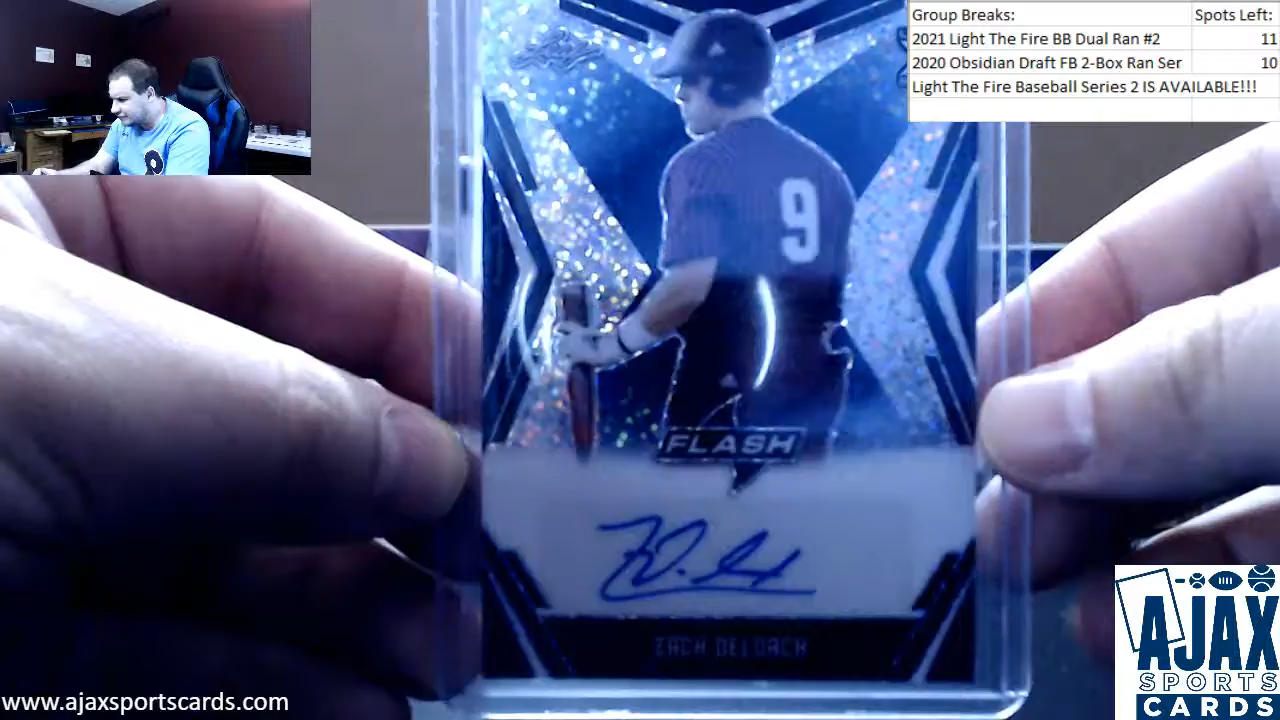 Group Breaks: Spots Left:
2021 Light The Fire BB Dual Ran #2 11
2020 Obsidian Draft FB 2-Box Ran Ser 10
Light The Fire Baseball Series 2 IS AVAILABLE!!!
9
FLASH
ZACH DELOACH
www.ajaxsportscards.com
AJAX
SPORTS
CARDS